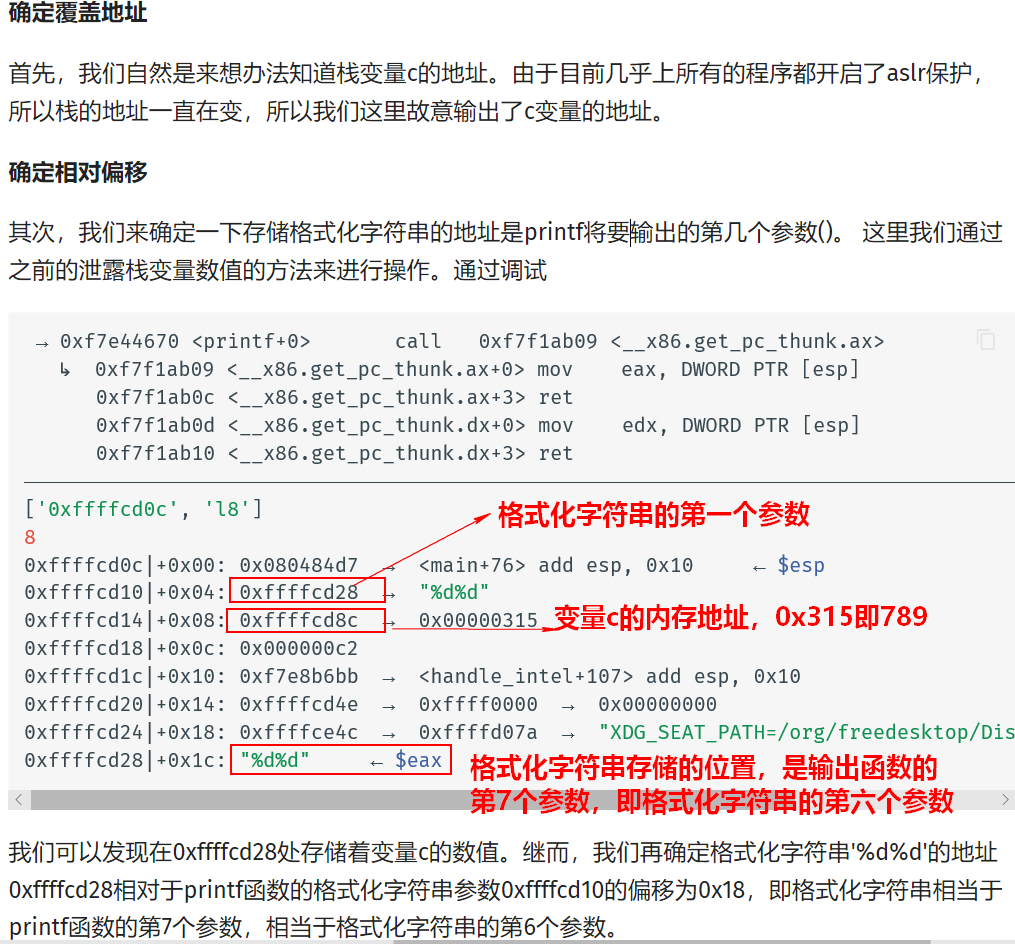 确定覆盖地址
首先，我们自然是来想办法知道栈变量c的地址。由于目前几乎上所有的程序都开启了aslr保护，
所以栈的地址一直在变，所以我们这里故意输出了c变量的地址。
确定相对偏移
其次，我们来确定一下存储格式化字符串的地址是printf将要输出的第几个参数()。 这里我们通过
之前的泄露栈变量数值的方法来进行操作。通过调试
→ 0xf7e44670 <printf+0>       call   0xf7f1ab09 <__x86.get_pc_thunk.ax>
↳  0xf7f1ab09 <__x86.get_pc_thunk.ax+0> mov    eax, DWORD PTR [esp]
0xf7f1ab0c <__x86.get_pc_thunk.ax+3> ret
0xf7f1ab0d <__x86.get_pc_thunk.dx+0> mov    edx, DWORD PTR [esp]
0xf7f1ab10 <__x86.get_pc_thunk.dx+3> ret
['0xffffcd0c', 'l8']
格式化字符串的第一个参数
8
0xffffcd0c|+0x00: 0x080484d7  →  <main+76> add esp, 0x10     ← $esp
0xffffcd10|+0x04: 0xffffcd28  →  "%d%d"
0xffffcd14|+0x08: 0xffffcd8c  →  0x00000315
变量c的内存地址，0x315即789
0xffffcd18|+0x0c: 0x000000c2
0xffffcd1c|+0x10: 0xf7e8b6bb  →  <handle_intel+107> add esp, 0x10
0xffffcd20|+0x14: 0xffffcd4e  →  0xffff0000  →  0x00000000
0xffffcd24|+0x18: 0xffffce4c  →  0xffffd07a  →  "XDG_SEAT_PATH=/org/freedesktop/Dis
0xffffcd28|+0x1c: "%d%d"     ← $eax
格式化字符串存储的位置，是输出函数的
第7个参数，即格式化字符串的第六个参数
我们可以发现在0xffffcd28处存储着变量c的数值。继而，我们再确定格式化字符串'%d%d'的地址
0xffffcd28相对于printf函数的格式化字符串参数0xffffcd10的偏移为0x18，即格式化字符串相当于
printf函数的第7个参数，相当于格式化字符串的第6个参数。